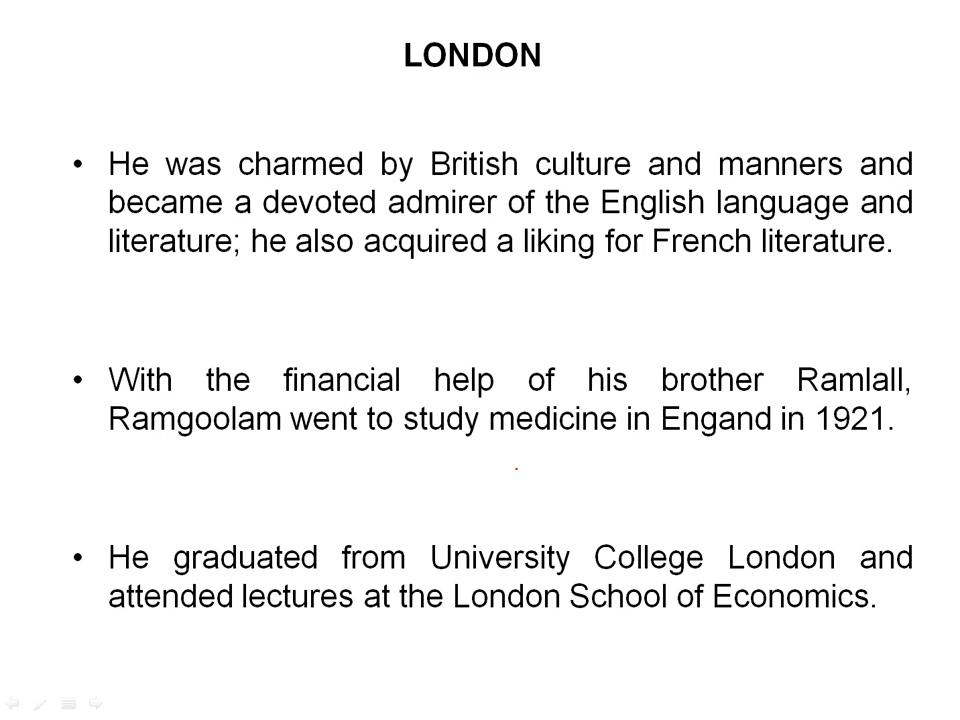 LONDON
• He was charmed by British culture and manners and
became a devoted admirer of the English language and
literature; he also acquired a liking for French literature.
• With the financial help of his brother Ramlall,
Ramgoolam went to study medicine in Engand in 1921.
• He graduated from University College London and
attended lectures at the London School of Economics.